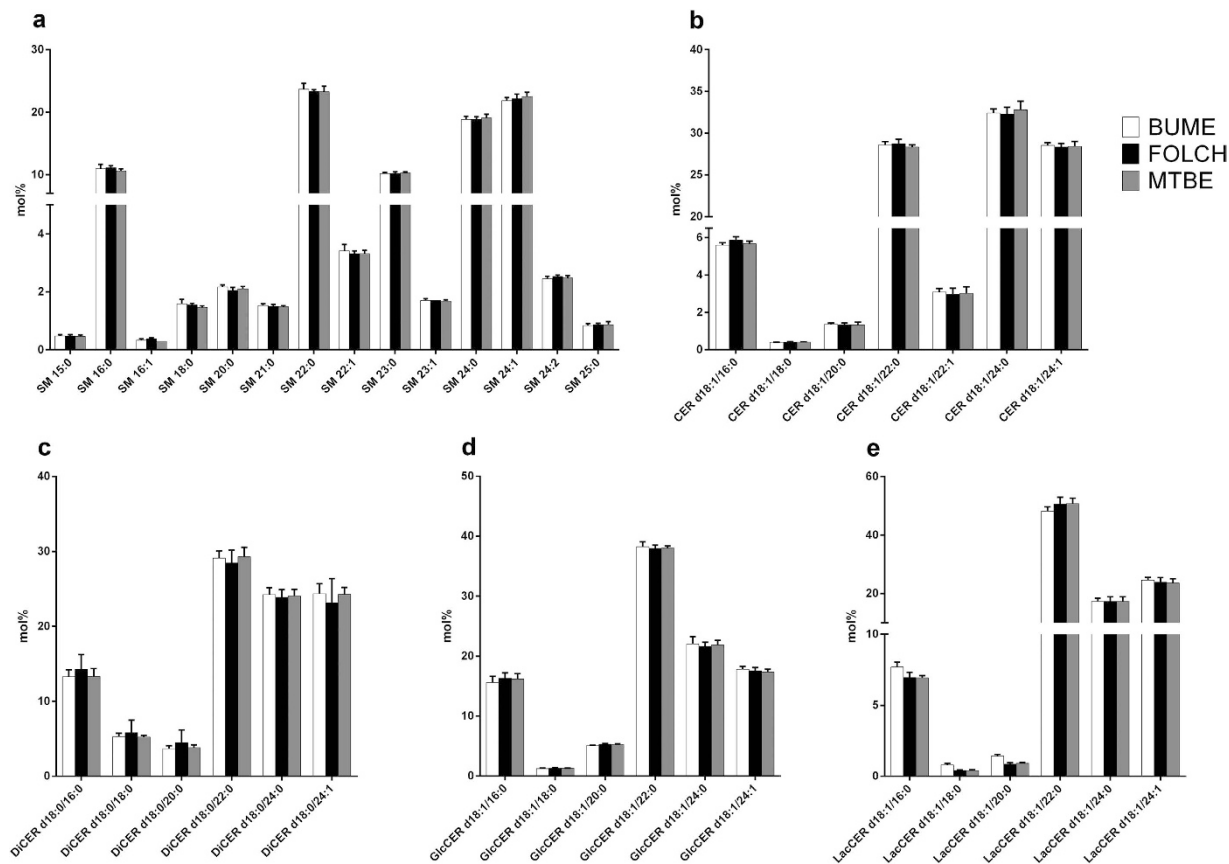 a
30
20
10
4
2
0
mol%
SM 15:0
SM 16:0
SM 16:1
SM 18:0
SM 20:0
SM 21:0
SM 22:0
SM 22:1
SM 23:0
SM 23:1
SM 24:0
SM 24:1
SM 24:2
SM 25:0
b
40
35
30
25
20
8
6
4
2
0
mol%
CER d18:1/16:0
CER d18:1/18:0
CER d18:1/20:0
CER d18:1/22:0
CER d18:1/22:1
CER d18:1/24:0
CER d18:1/24:1
BUME
FOLCH
MTBE
c
40
30
20
10
0
mol%
DiCER d18:0/16:0
DiCER d18:0/18:0
DiCER d18:0/20:0
DiCER d18:0/22:0
DiCER d18:0/24:0
DiCER d18:0/24:1
d
50
40
30
20
10
0
mol%
GlcCER d18:1/16:0
GlcCER d18:1/18:0
GlcCER d18:1/20:0
GlcCER d18:1/22:0
GlcCER d18:1/24:0
GlcCER d18:1/24:1
e
60
40
20
10
5
0
mol%
LacCER d18:1/16:0
LacCER d18:1/18:0
LacCER d18:1/20:0
LacCER d18:1/22:0
LacCER d18:1/24:0
LacCER d18:1/24:1